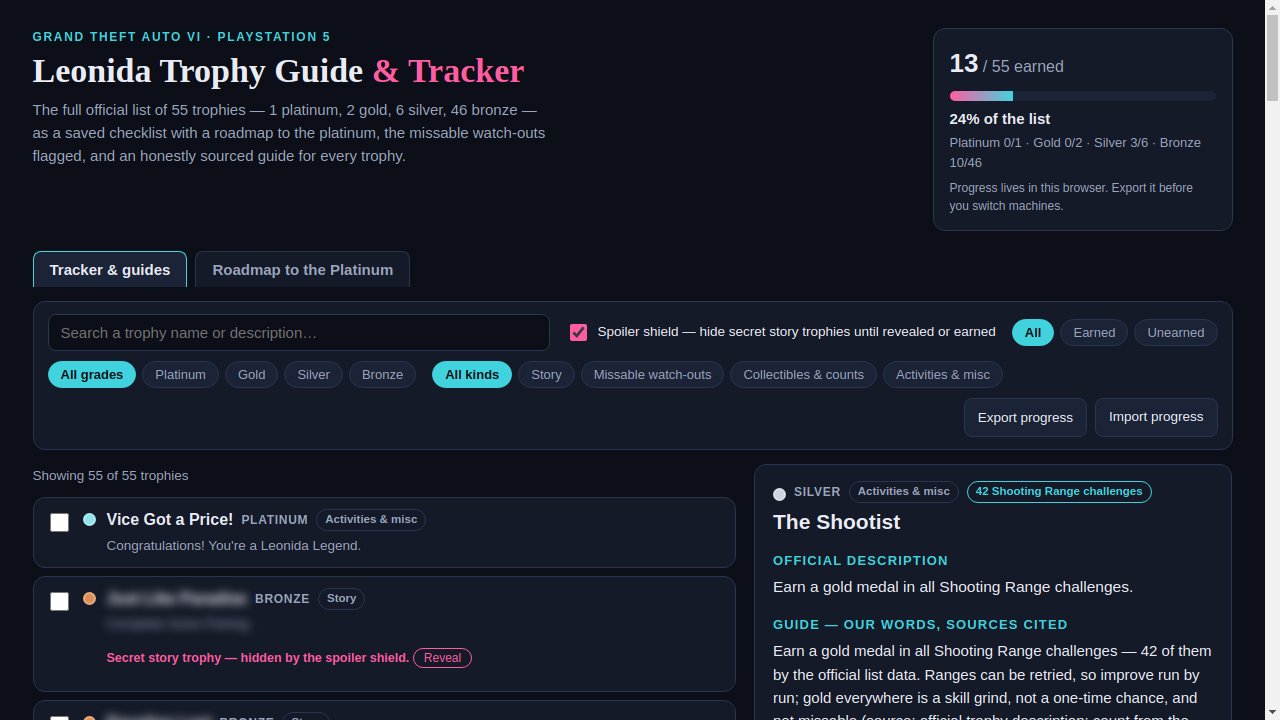 GRAND THEFT AUTO VI · PLAYSTATION 5
Leonida Trophy Guide & Tracker
The full official list of 55 trophies — 1 platinum, 2 gold, 6 silver, 46 bronze —
as a saved checklist with a roadmap to the platinum, the missable watch-outs
flagged, and an honestly sourced guide for every trophy.
13 / 55 earned
24% of the list
Platinum 0/1 · Gold 0/2 · Silver 3/6 · Bronze
10/46
Progress lives in this browser. Export it before
you switch machines.
Tracker & guides
Roadmap to the Platinum
Search a trophy name or description…
Spoiler shield — hide secret story trophies until revealed or earned
All
Earned
Unearned
All grades
Platinum
Gold
Silver
Bronze
All kinds
Story
Missable watch-outs
Collectibles & counts
Activities & misc
Export progress
Import progress
Showing 55 of 55 trophies
Vice Got a Price! PLATINUM Activities & misc
Congratulations! You're a Leonida Legend.
BRONZE Story
Secret story trophy — hidden by the spoiler shield. Reveal
BRONZE Story
SILVER Activities & misc 42 Shooting Range challenges
The Shootist
OFFICIAL DESCRIPTION
Earn a gold medal in all Shooting Range challenges.
GUIDE — OUR WORDS, SOURCES CITED
Earn a gold medal in all Shooting Range challenges — 42 of them
by the official list data. Ranges can be retried, so improve run by
run; gold everywhere is a skill grind, not a one-time chance, and
not missable (source: official trophy description; count from the